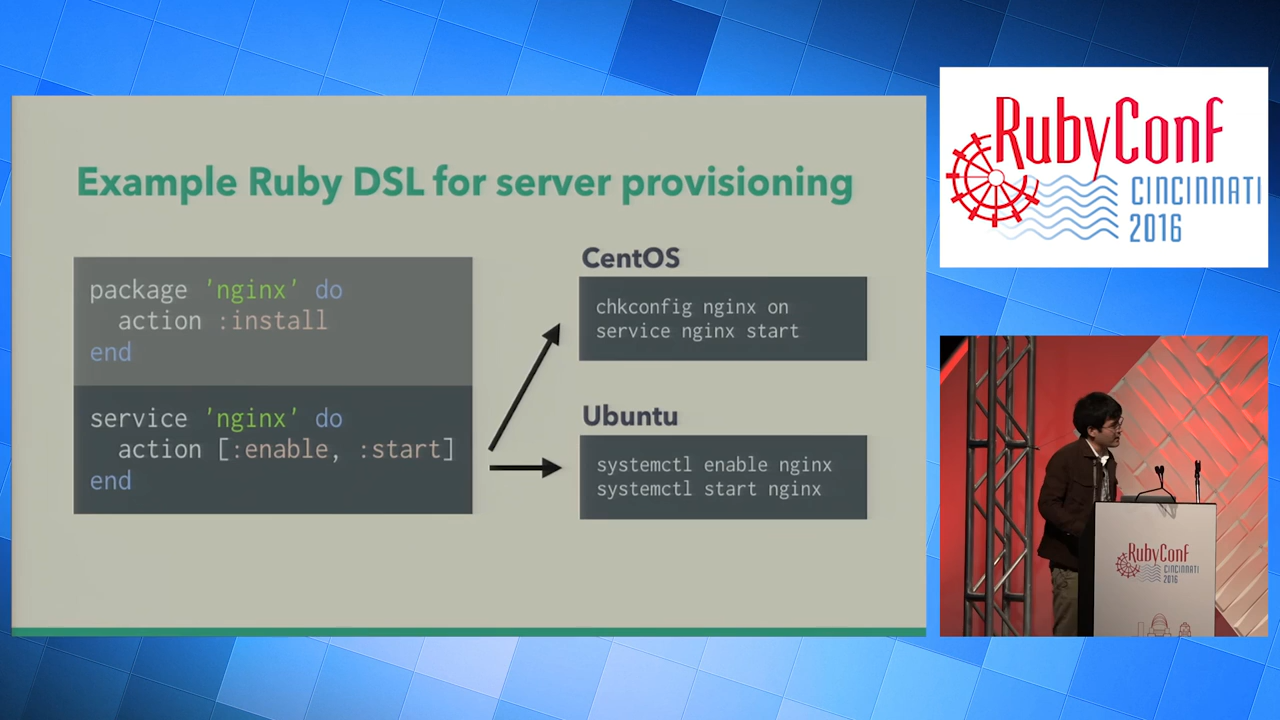 Example Ruby DSL for server provisioning
package 'nginx' do
  action :install
end
service 'nginx' do
  action [:enable, :start]
end
CentOS
chkconfig nginx on
service nginx start
Ubuntu
systemctl enable nginx
systemctl start nginx
RubyConf
CINCINNATI
2016
RubyConf
CINCINNATI
2016